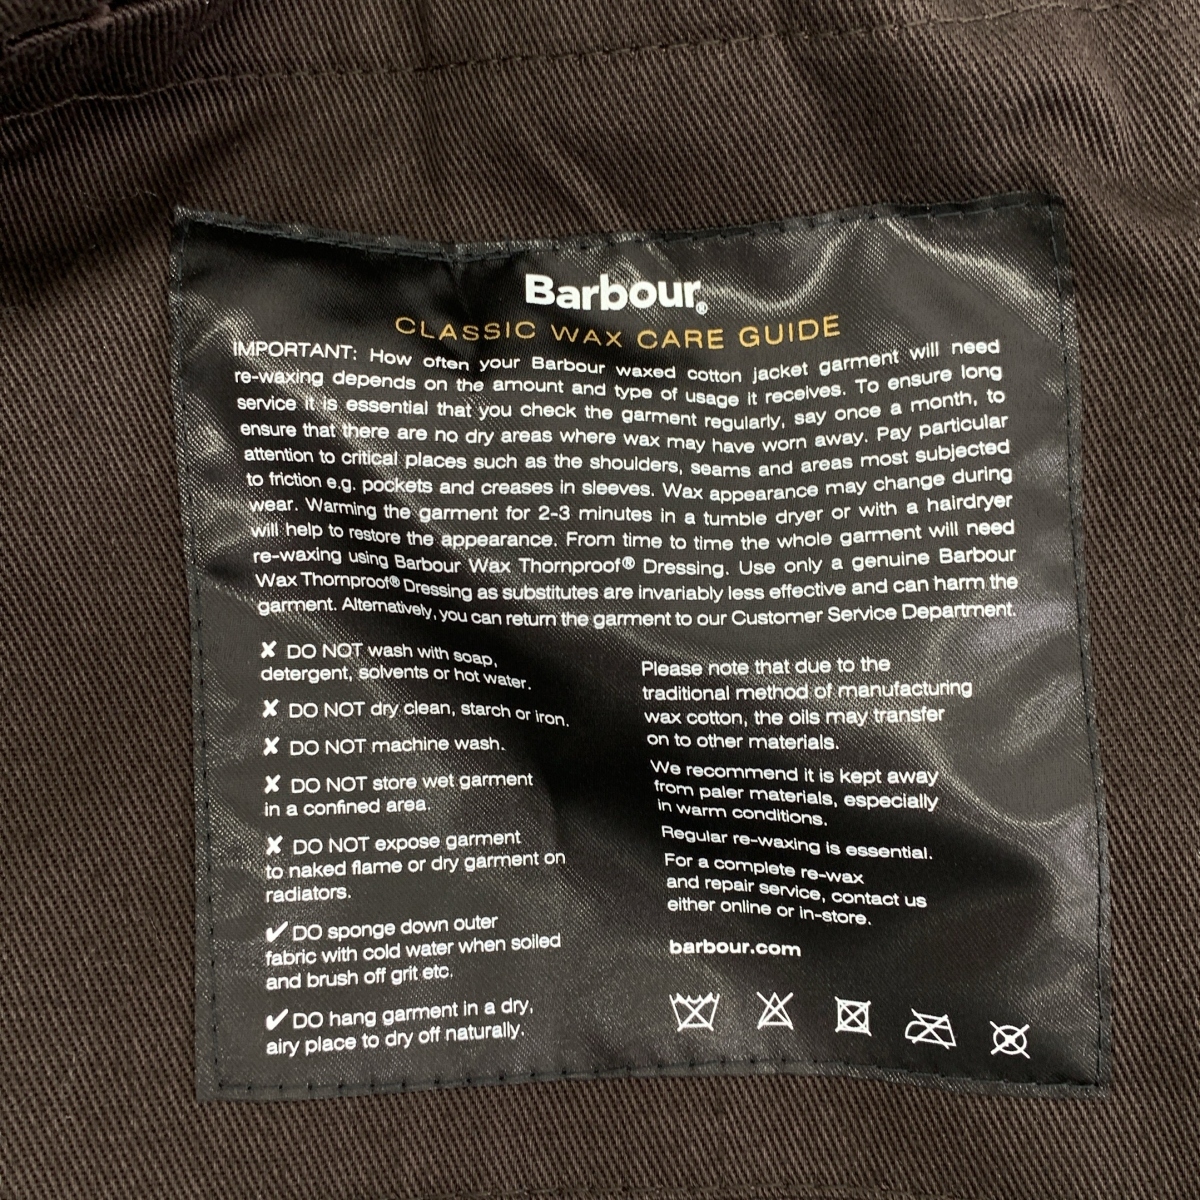 Barbour®
CLASSIC WAX CARE GUIDE
IMPORTANT: How often your Barbour waxed cotton jacket garment will need
re-waxing depends on the amount and type of usage it receives. To ensure long
service it is essential that you check the garment regularly, say once a month, to
ensure that there are no dry areas where wax may have worn away. Pay particular
attention to critical places such as the shoulders, seams and areas most subjected
to friction e.g. pockets and creases in sleeves. Wax appearance may change during
wear. Warming the garment for 2-3 minutes in a tumble dryer or with a hairdryer
will help to restore the appearance. From time to time the whole garment will need
re-waxing using Barbour Wax Thornproof® Dressing. Use only a genuine Barbour
Wax Thornproof® Dressing as substitutes are invariably less effective and can harm the
garment. Alternatively, you can return the garment to our Customer Service Department.
✘ DO NOT wash with soap,
detergent, solvents or hot water.
✘ DO NOT dry clean, starch or iron.
✘ DO NOT machine wash.
✘ DO NOT store wet garment
in a confined area.
✘ DO NOT expose garment
to naked flame or dry garment on
radiators.
✔ DO sponge down outer
fabric with cold water when soiled
and brush off grit etc.
✔ DO hang garment in a dry,
airy place to dry off naturally.
Please note that due to the
traditional method of manufacturing
wax cotton, the oils may transfer
on to other materials.
We recommend it is kept away
from paler materials, especially
in warm conditions.
Regular re-waxing is essential.
For a complete re-wax
and repair service, contact us
either online or in-store.
barbour.com